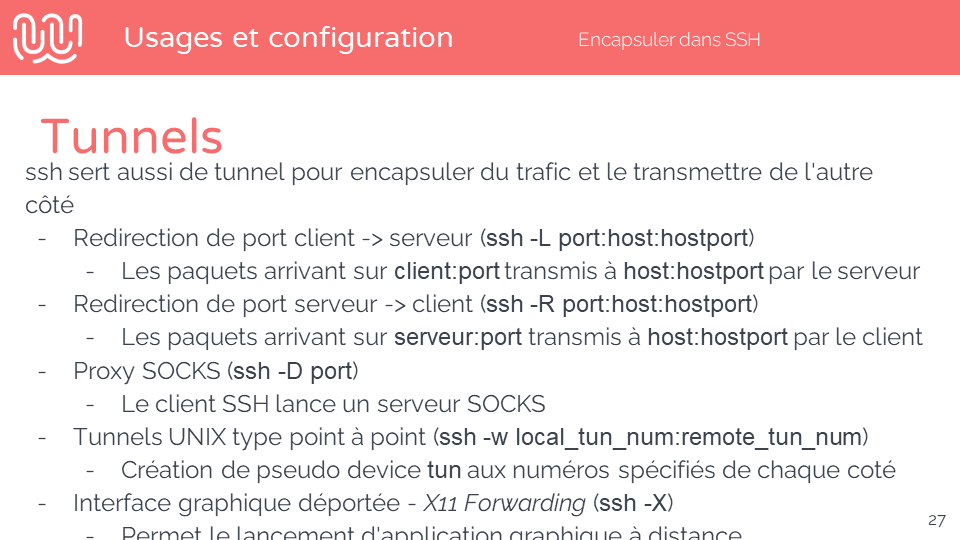 Usages et configuration
Encapsuler dans SSH
Tunnels
ssh sert aussi de tunnel pour encapsuler du trafic et le transmettre de l'autre
côté
- Redirection de port client -> serveur (ssh -L port:host:hostport)
- Les paquets arrivant sur client:port transmis à host:hostport par le serveur
- Redirection de port serveur -> client (ssh -R port:host:hostport)
- Les paquets arrivant sur serveur:port transmis à host:hostport par le client
- Proxy SOCKS (ssh -D port)
- Le client SSH lance un serveur SOCKS
- Tunnels UNIX type point à point (ssh -w local_tun_num:remote_tun_num)
- Création de pseudo device tun aux numéros spécifiés de chaque coté
- Interface graphique déportée - X11 Forwarding (ssh -X)
- Permet le lancement d'application graphique à distance
27